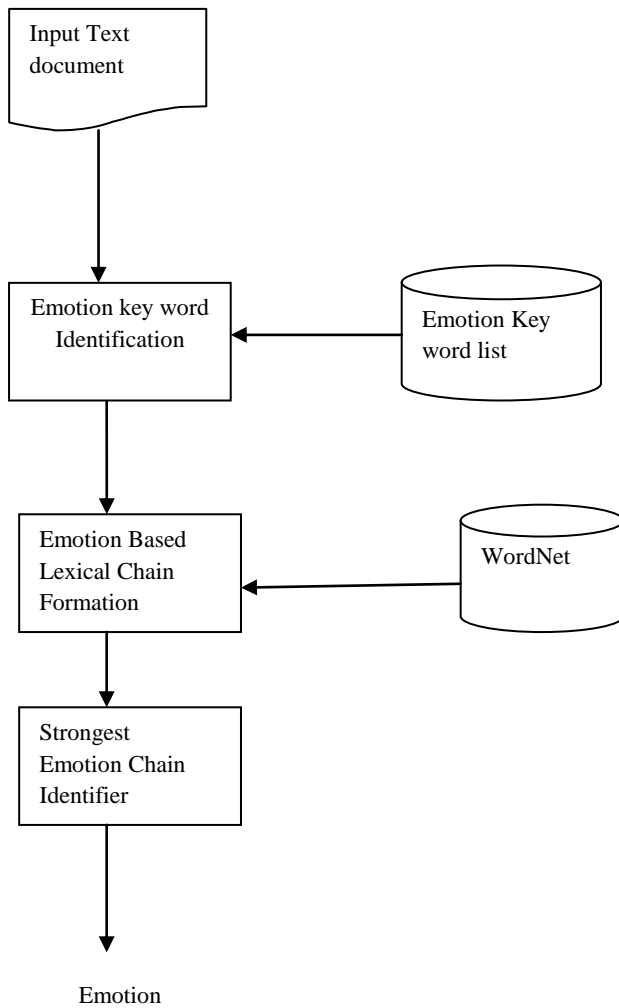 Input Text
document
Emotion key word
Identification
Emotion Key
word list
Emotion Based
Lexical Chain
Formation
WordNet
Strongest
Emotion Chain
Identifier
Emotion